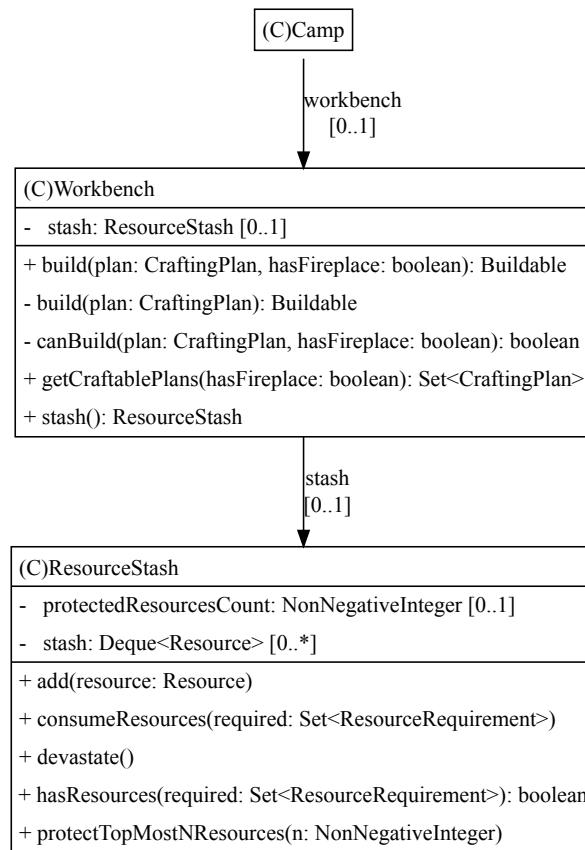 (C)Camp
workbench
[0..1]
(C)Workbench
- stash: ResourceStash [0..1]
+ build(plan: CraftingPlan, hasFireplace: boolean): Buildable
- build(plan: CraftingPlan): Buildable
- canBuild(plan: CraftingPlan, hasFireplace: boolean): boolean
+ getCraftablePlans(hasFireplace: boolean): Set<CraftingPlan>
+ stash(): ResourceStash
stash
[0..1]
(C)ResourceStash
- protectedResourcesCount: NonNegativeInteger [0..1]
- stash: Deque<Resource> [0..*]
+ add(resource: Resource)
+ consumeResources(required: Set<ResourceRequirement>)
+ devastate()
+ hasResources(required: Set<ResourceRequirement>): boolean
+ protectTopMostNResources(n: NonNegativeInteger)